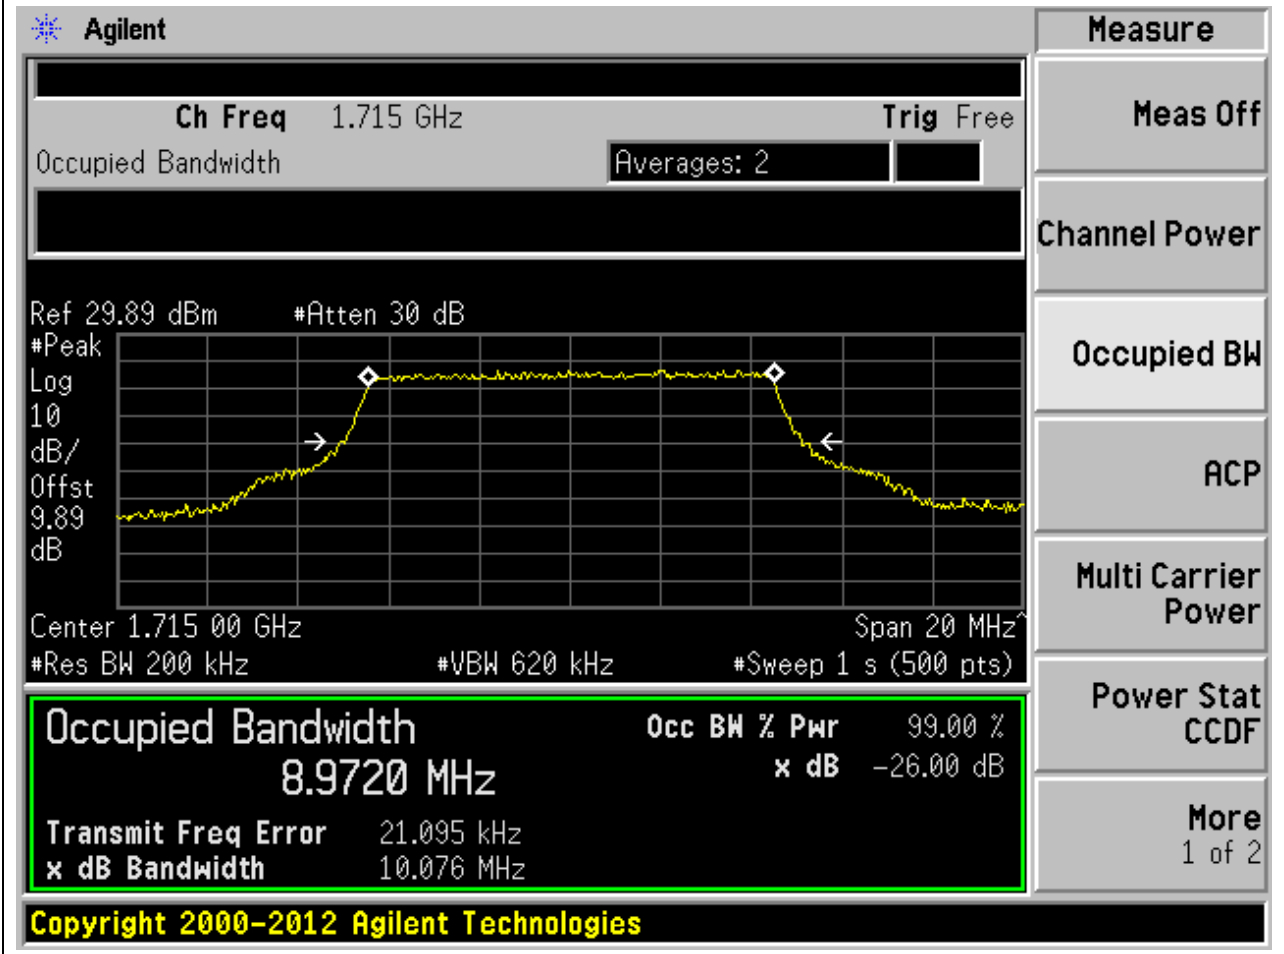 Agilent
Measure
Ch Freq 1.715 GHz Trig Free
Occupied Bandwidth Averages: 2
Ref 29.89 dBm #Atten 30 dB
#Peak
Log
10
dB/
Offst
9.89
dB
Center 1.715 00 GHz Span 20 MHz^
#Res BW 200 kHz #VBW 620 kHz #Sweep 1 s (500 pts)
Occupied Bandwidth
8.9720 MHz
Occ BW % Pwr 99.00 %
x dB -26.00 dB
Transmit Freq Error 21.095 kHz
x dB Bandwidth 10.076 MHz
Meas Off
Channel Power
Occupied BW
ACP
Multi Carrier
Power
Power Stat
CCDF
More
1 of 2
Copyright 2000-2012 Agilent Technologies